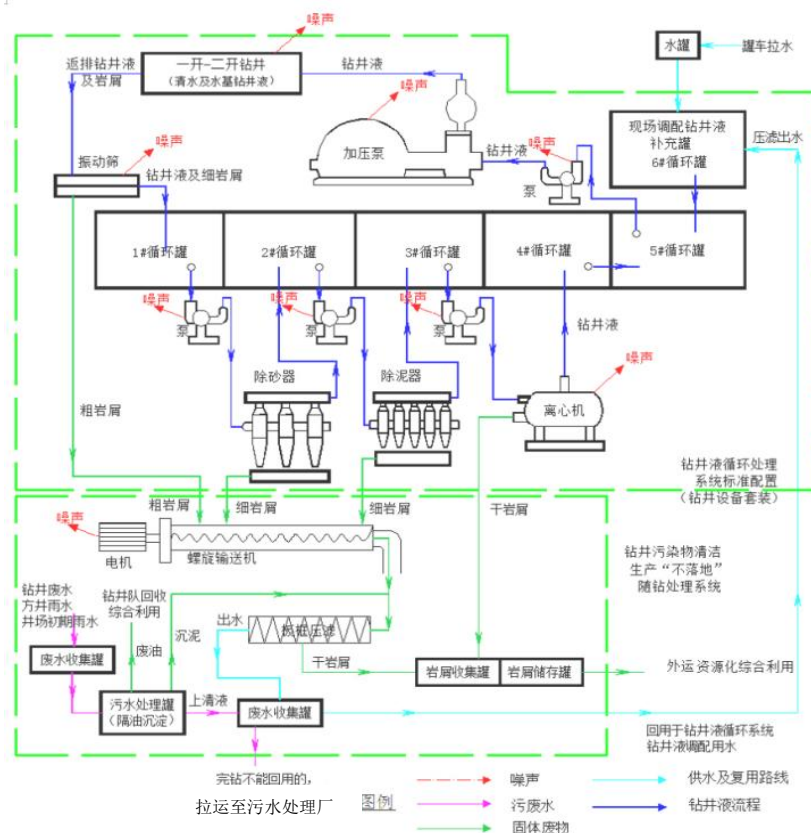 噪声
水罐
罐车拉水
返排钻井液
及岩屑
一开-二开钻井
(清水及水基钻井液)
钻井液
噪声
现场调配钻井液
补充罐
6#循环罐
压滤出水
噪声
振动筛
钻井液及细岩屑
加压泵
钻井液
噪声
泵
1#循环罐
2#循环罐
3#循环罐
4#循环罐
5#循环罐
噪声
泵
噪声
泵
噪声
泵
钻井液
噪声
除砂器
除泥器
离心机
粗岩屑
钻井液循环处理
系统标准配置
(钻井设备套装)
粗岩屑
细岩屑
细岩屑
干岩屑
噪声
电机
螺旋输送机
钻井污染物清洁
生产“不落地”
随钻处理系统
钻井废水
方井雨水
井场初期雨水
钻井队回收
综合利用
废油
沉泥
出水
板框压滤
干岩屑
废水收集罐
岩屑收集罐
岩屑储存罐
外运资源化综合利用
污水处理罐
(隔油沉淀)
上清液
废水收集罐
回用于钻井液循环系统
钻井液调配用水
完钻不能回用的,
拉运至污水处理厂
图例
噪声
供水及复用路线
污废水
钻井液流程
固体废物